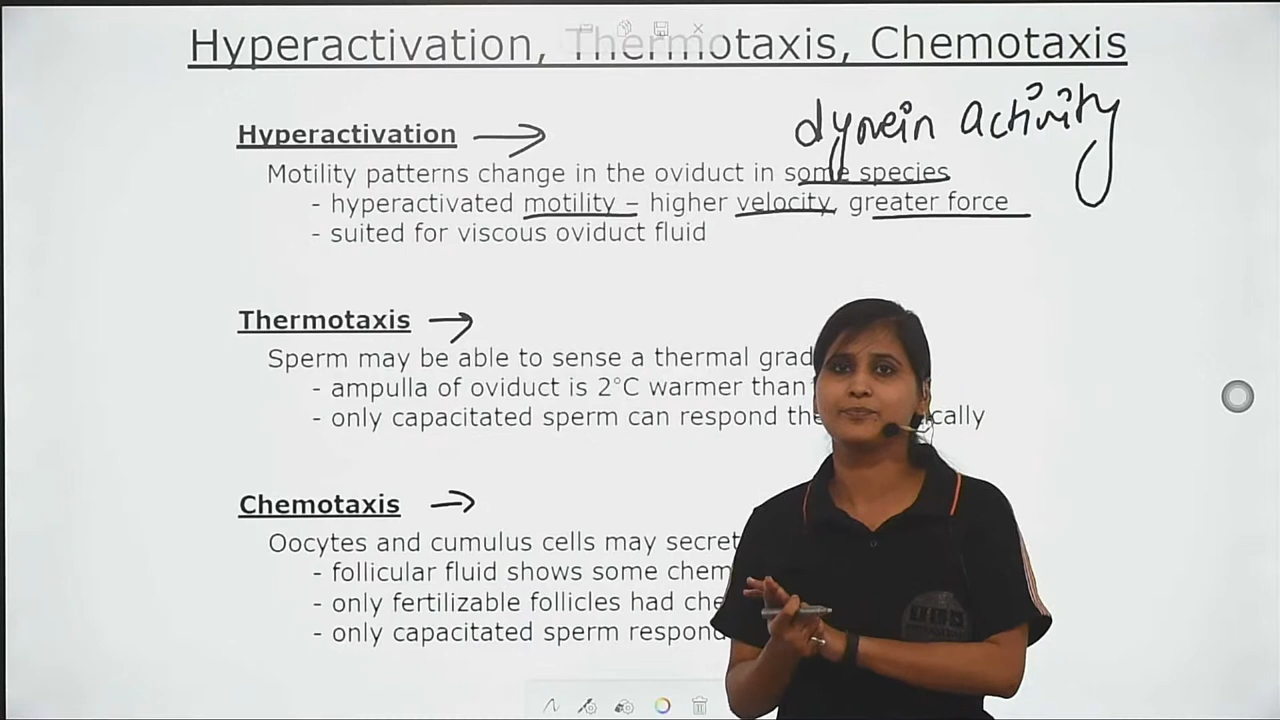 Hyperactivation, Thermotaxis, Chemotaxis
dynein activity
Hyperactivation
Motility patterns change in the oviduct in some species
- hyperactivated motility – higher velocity, greater force
- suited for viscous oviduct fluid
Thermotaxis
Sperm may be able to sense a thermal grad
- ampulla of oviduct is 2°C warmer than
- only capacitated sperm can respond the cally
Chemotaxis
Oocytes and cumulus cells may secret
- follicular fluid shows some chem
- only fertilizable follicles had che
- only capacitated sperm respond